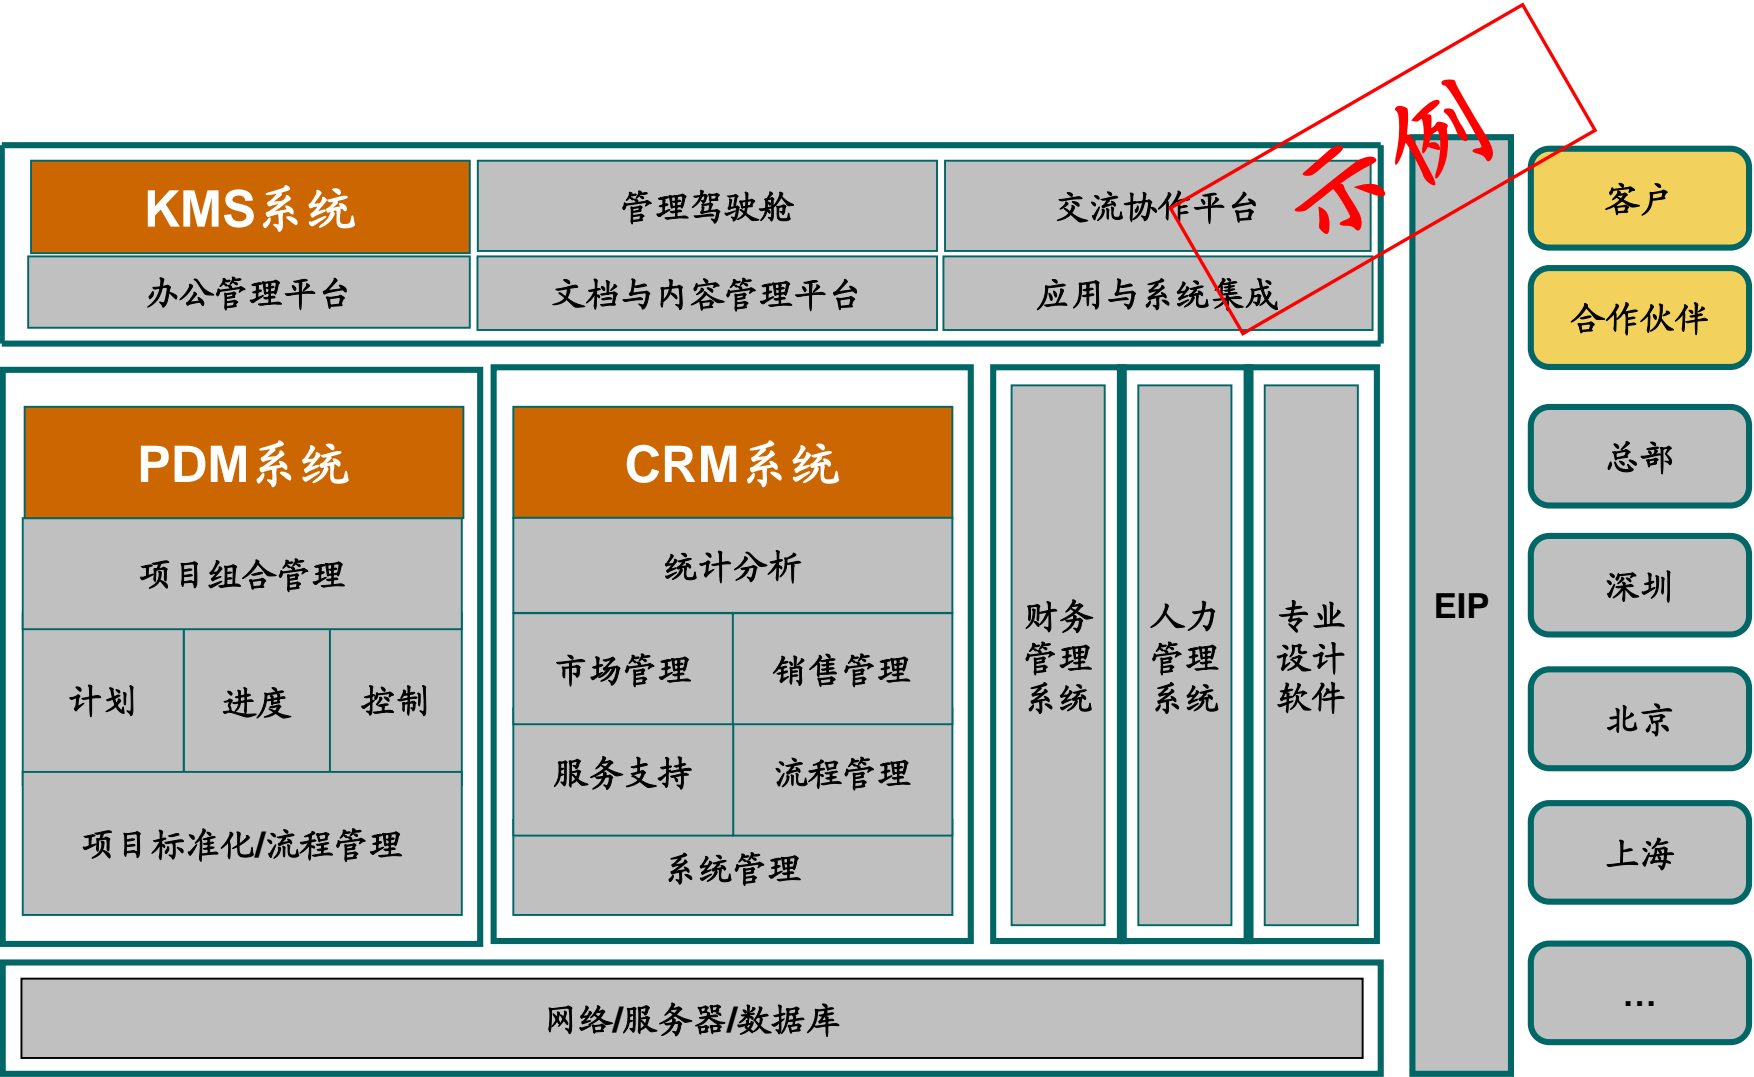 示例
KMS系统
管理驾驶舱
交流协作平台
办公管理平台
文档与内容管理平台
应用与系统集成
PDM系统
项目组合管理
计划
进度
控制
项目标准化/流程管理
CRM系统
统计分析
市场管理
销售管理
服务支持
流程管理
系统管理
财务
管理
系统
人力
管理
系统
专业
设计
软件
网络/服务器/数据库
EIP
客户
合作伙伴
总部
深圳
北京
上海
...